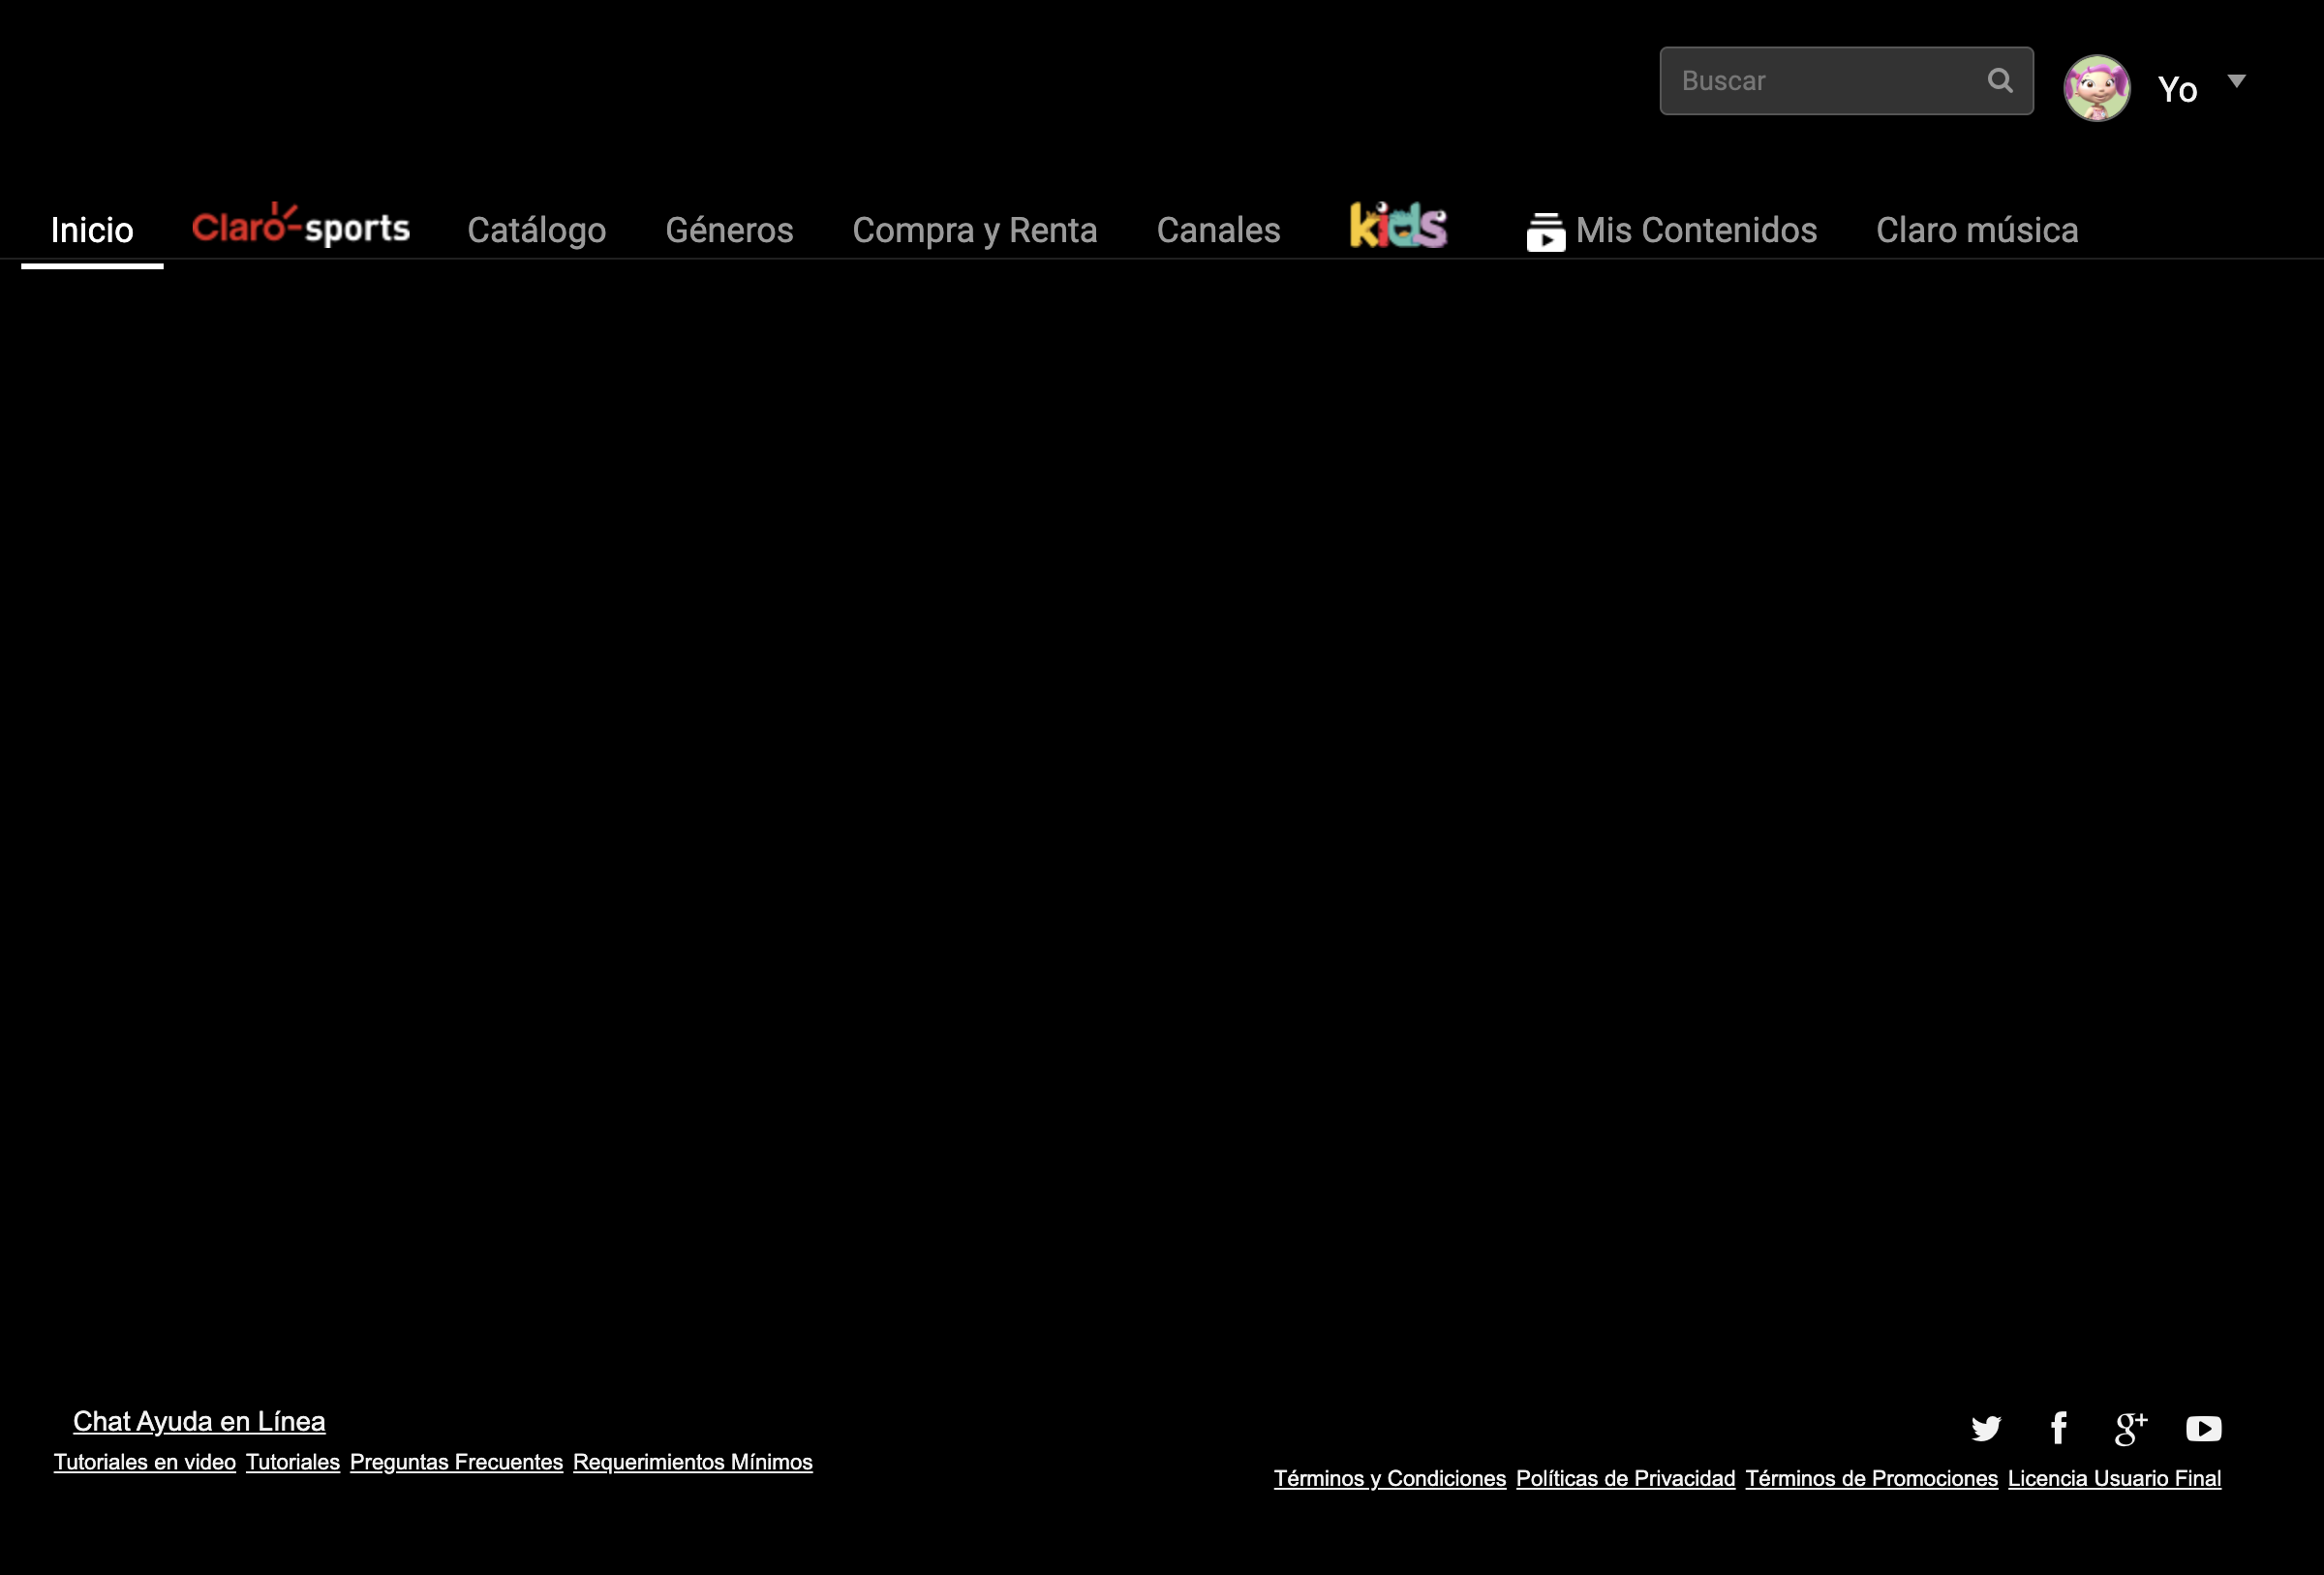 Buscar
Yo
Inicio Claro-sports Catálogo Géneros Compra y Renta Canales kids Mis Contenidos Claro música
Chat Ayuda en Línea
Tutoriales en video Tutoriales Preguntas Frecuentes Requerimientos Mínimos
f g+
Términos y Condiciones Políticas de Privacidad Términos de Promociones Licencia Usuario Final